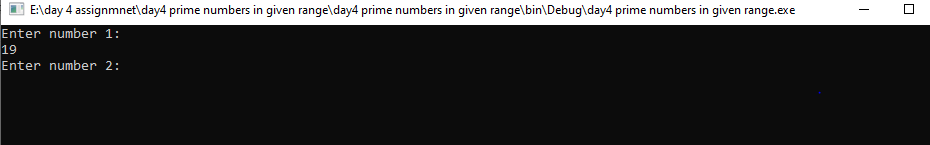 E:\day 4 assignmnet\day4 prime numbers in given range\day4 prime numbers in given range\bin\Debug\day4 prime numbers in given range.exe
Enter number 1:
19
Enter number 2: